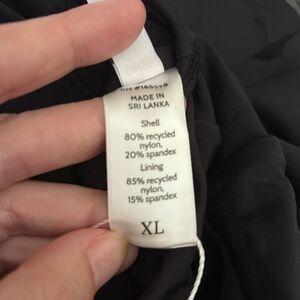 MADE IN
SRI LANKA
Shell
80% recycled
nylon,
20% spandex
Lining
85% recycled
nylon,
15% spandex
XL